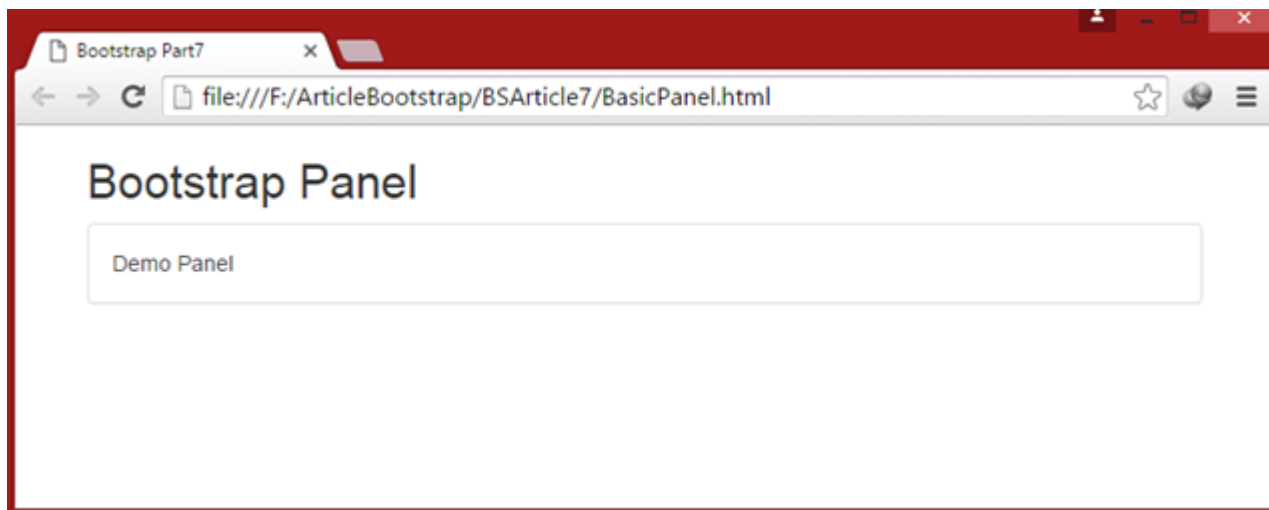 Bootstrap Part7
file:///F:/ArticleBootstrap/BSArticle7/BasicPanel.html
Bootstrap Panel
Demo Panel